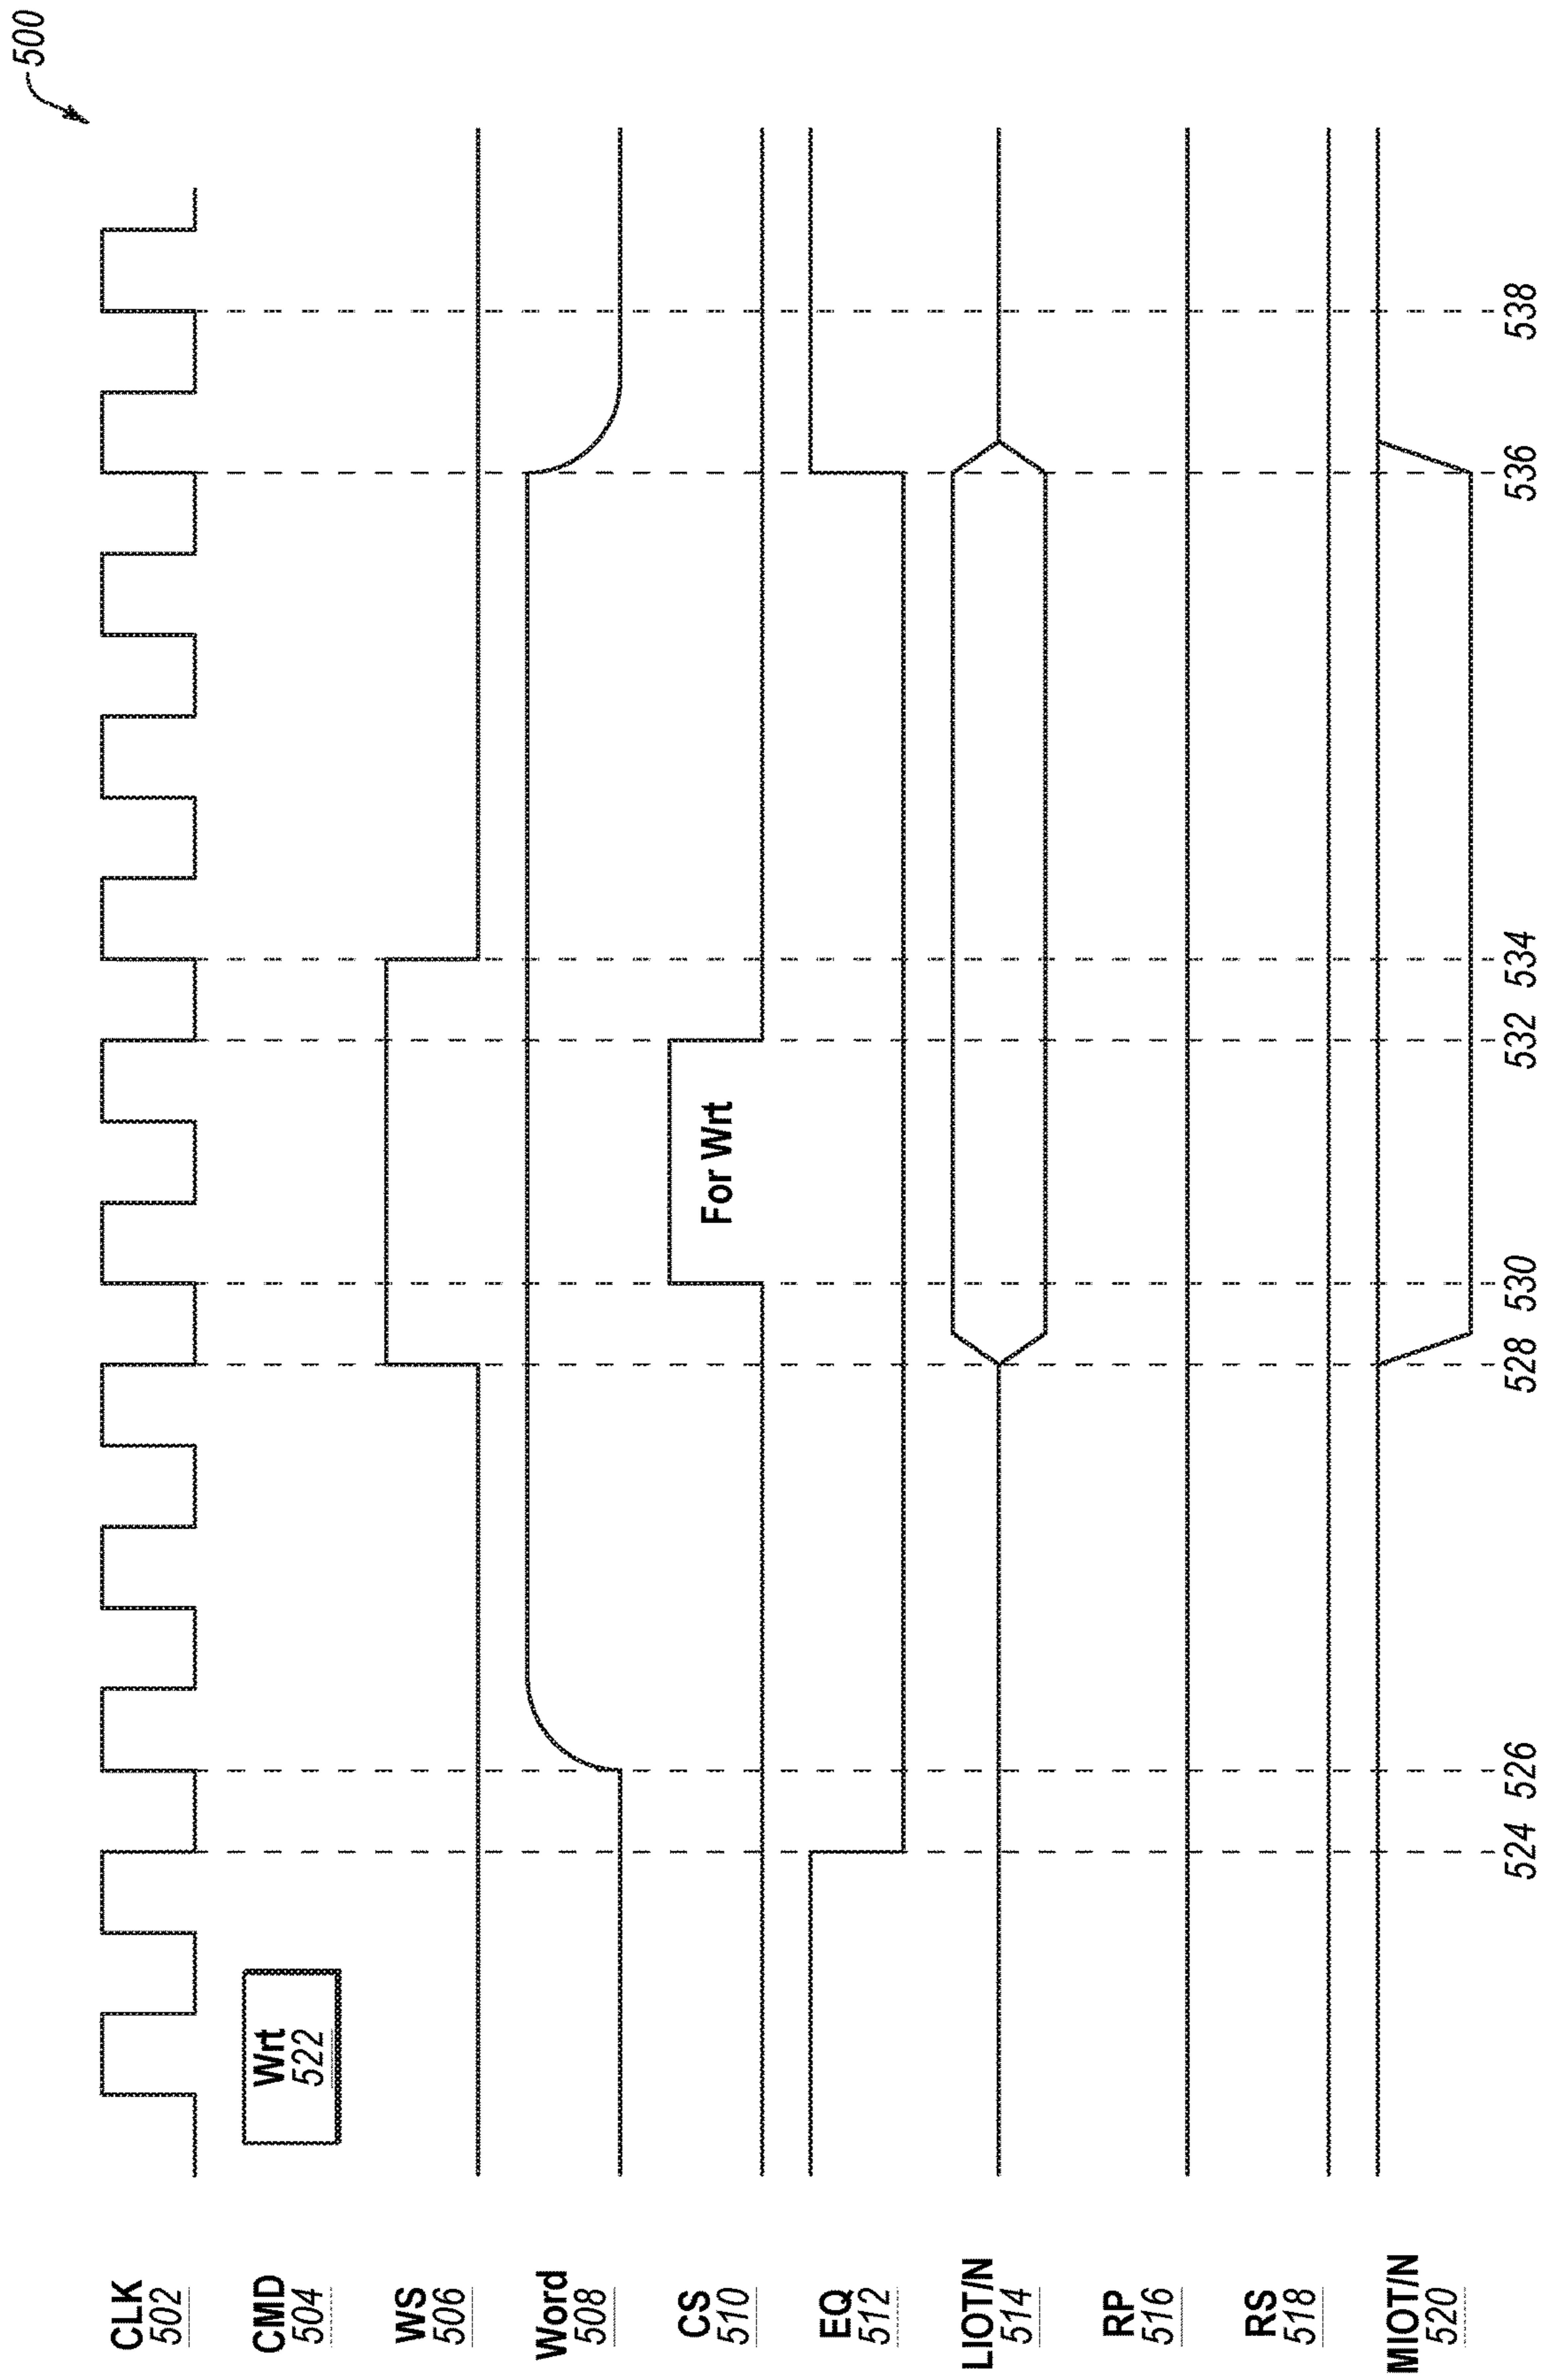 500
CLK
502
CMD
504
Wrt
522
WS
506
Word
508
CS
510
For Wrt
EQ
512
LIOT/N
514
RP
516
RS
518
MIOT/N
520
524 526 528 530 532 534 536 538